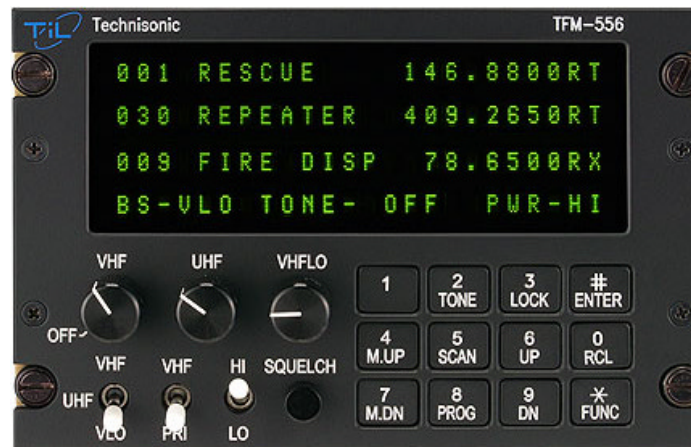 TiL Technisonic TFM-556
001 RESCUE 146.8800RT
030 REPEATER 409.2650RT
009 FIRE DISP 78.6500RX
BS-VLO TONE- OFF PWR-HI
VHF UHF VHFLO
OFF
1 2 TONE 3 LOCK # ENTER
VHF VHF HI SQUELCH
UHF
VLO PRI LO
4 M.UP 5 SCAN 6 UP 0 RCL
7 M.DN 8 PROG 9 DN * FUNC